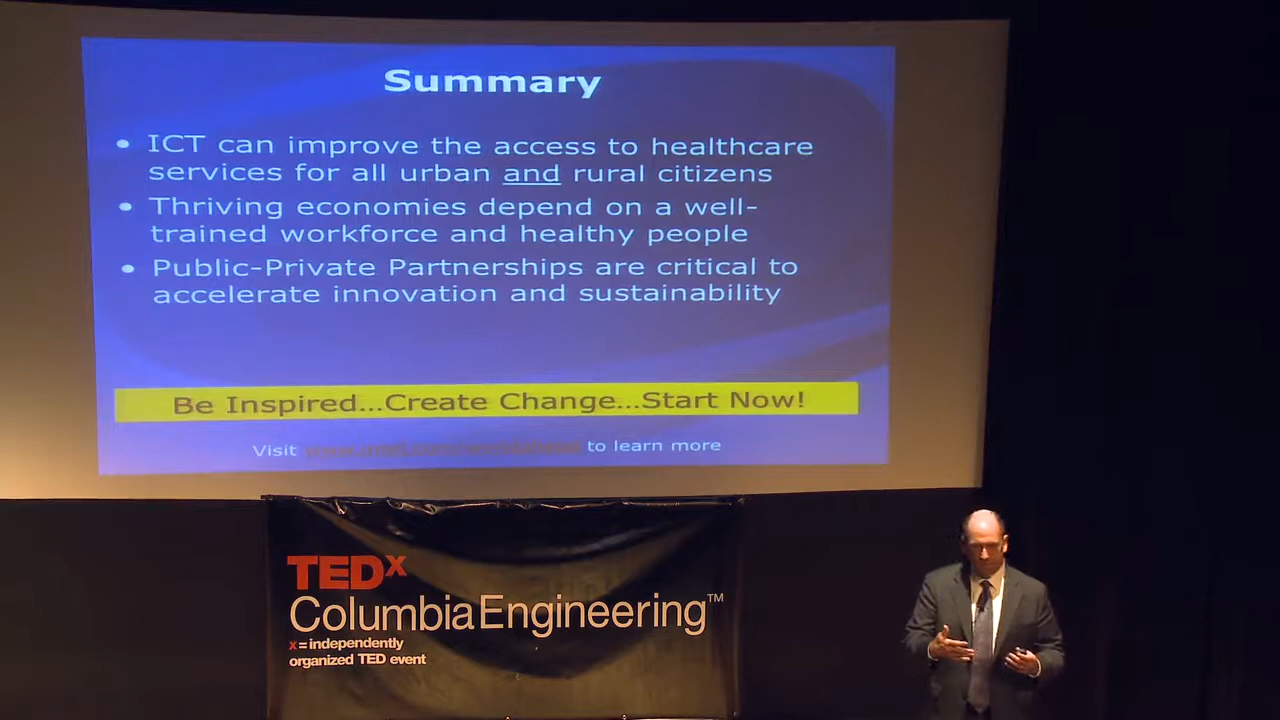 Summary
• ICT can improve the access to healthcare
services for all urban and rural citizens
• Thriving economies depend on a well-
trained workforce and healthy people
• Public-Private Partnerships are critical to
accelerate innovation and sustainability
Be Inspired...Create Change...Start Now!
Visit to learn more
TEDx
ColumbiaEngineering™
x=independently
organized TED event